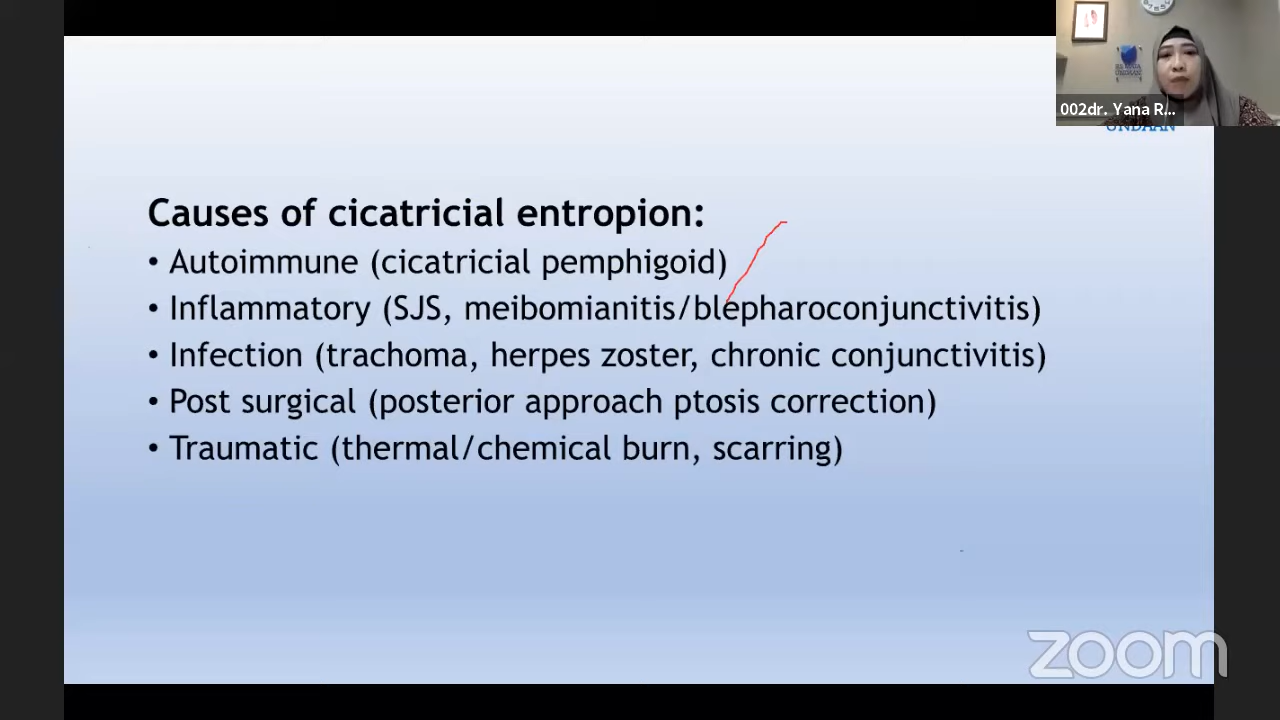 002dr. Yana R...
UNDAAN
Causes of cicatricial entropion:
• Autoimmune (cicatricial pemphigoid)
• Inflammatory (SJS, meibomianitis/blepharoconjunctivitis)
• Infection (trachoma, herpes zoster, chronic conjunctivitis)
• Post surgical (posterior approach ptosis correction)
• Traumatic (thermal/chemical burn, scarring)
zoom